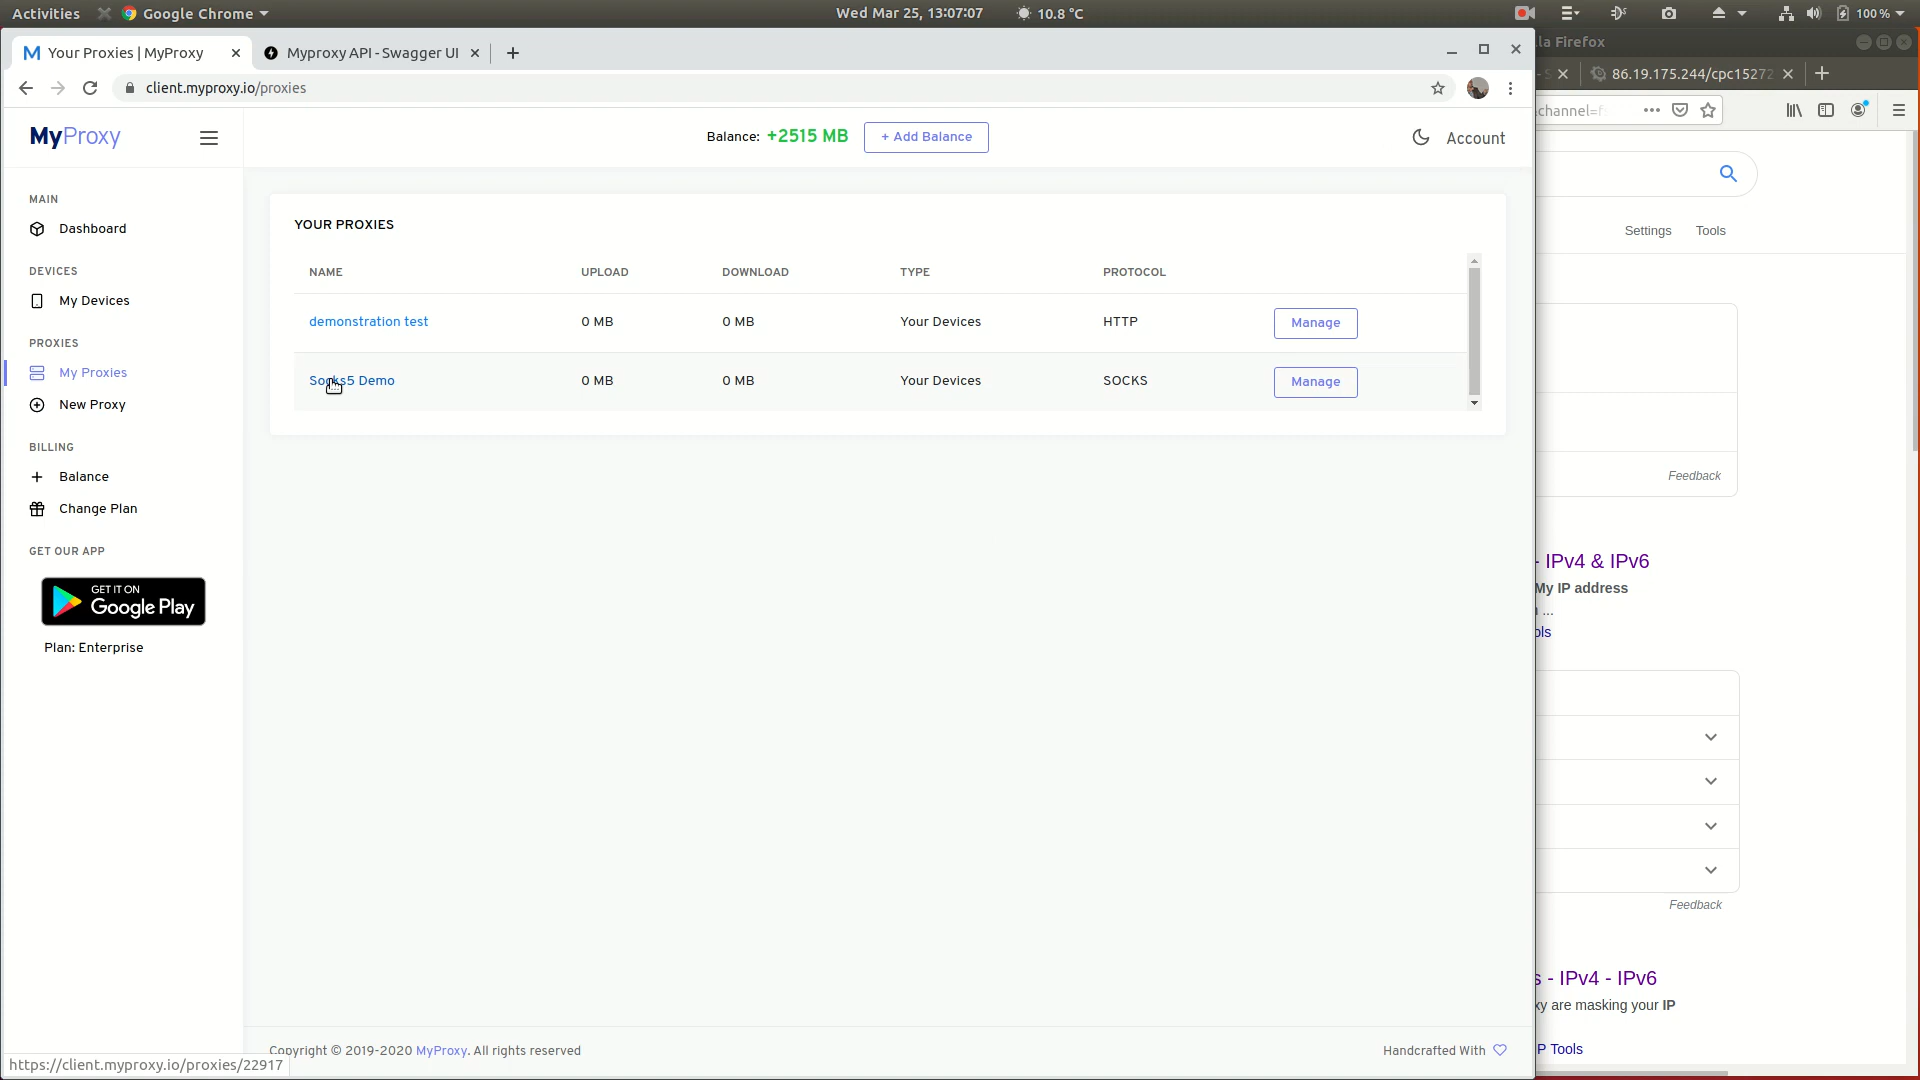 Activities
Google Chrome
Wed Mar 25, 13:07:07
10.8 °C
100 %
Your Proxies | MyProxy
Myproxy API - Swagger UI
client.myproxy.io/proxies
MyProxy
Balance: +2515 MB
+ Add Balance
Account
MAIN
Dashboard
DEVICES
My Devices
PROXIES
My Proxies
New Proxy
BILLING
Balance
Change Plan
GET OUR APP
GET IT ON
Google Play
Plan: Enterprise
YOUR PROXIES
NAME UPLOAD DOWNLOAD TYPE PROTOCOL
demonstration test 0 MB 0 MB Your Devices HTTP Manage
Socks5 Demo 0 MB 0 MB Your Devices SOCKS Manage
Copyright © 2019-2020 MyProxy. All rights reserved
Handcrafted With
https://client.myproxy.io/proxies/22917
Firefox
86.19.175.244/cpc15272
channel=f
Settings Tools
Feedback
- IPv4 & IPv6
My IP address
...
Feedback
- IPv4 - IPv6
are masking your IP
P Tools